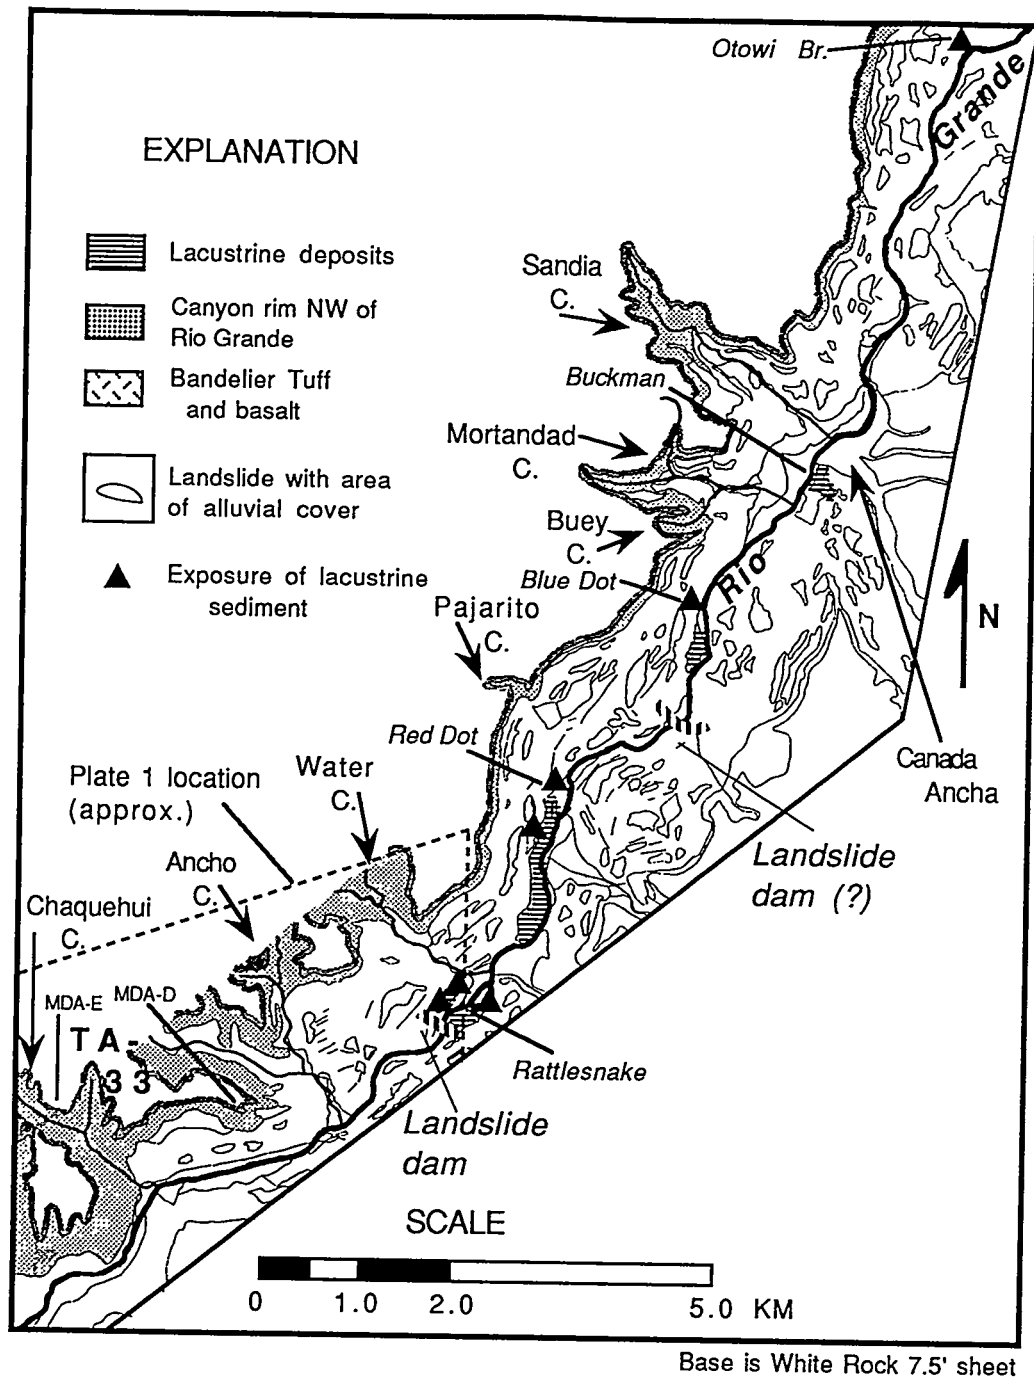 Otowi Br.
Grande
EXPLANATION
Lacustrine deposits
Canyon rim NW of
Rio Grande
Bandelier Tuff
and basalt
Landslide with area
of alluvial cover
Exposure of lacustrine
sediment
Sandia
C.
Buckman
Mortandad
C.
Buey
C.
Blue Dot
Rio
Pajarito
C.
N
Red Dot
Canada
Ancha
Plate 1 location
(approx.)
Water
C.
Landslide
dam (?)
Ancho
C.
Chaquehui
C.
MDA-E
MDA-D
TA-
33
Rattlesnake
Landslide
dam
SCALE
0 1.0 2.0 5.0 KM
Base is White Rock 7.5' sheet